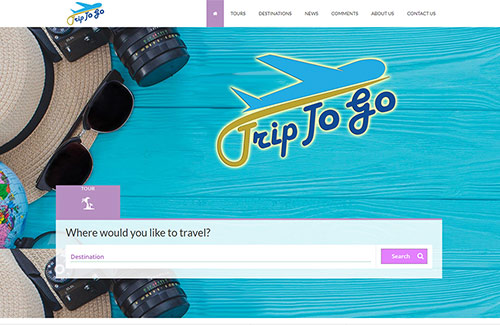 Trip To Go
TOURS DESTINATIONS NEWS COMMENTS ABOUT US CONTACT US
Trip To Go
TOUR
Where would you like to travel?
Destination
Search